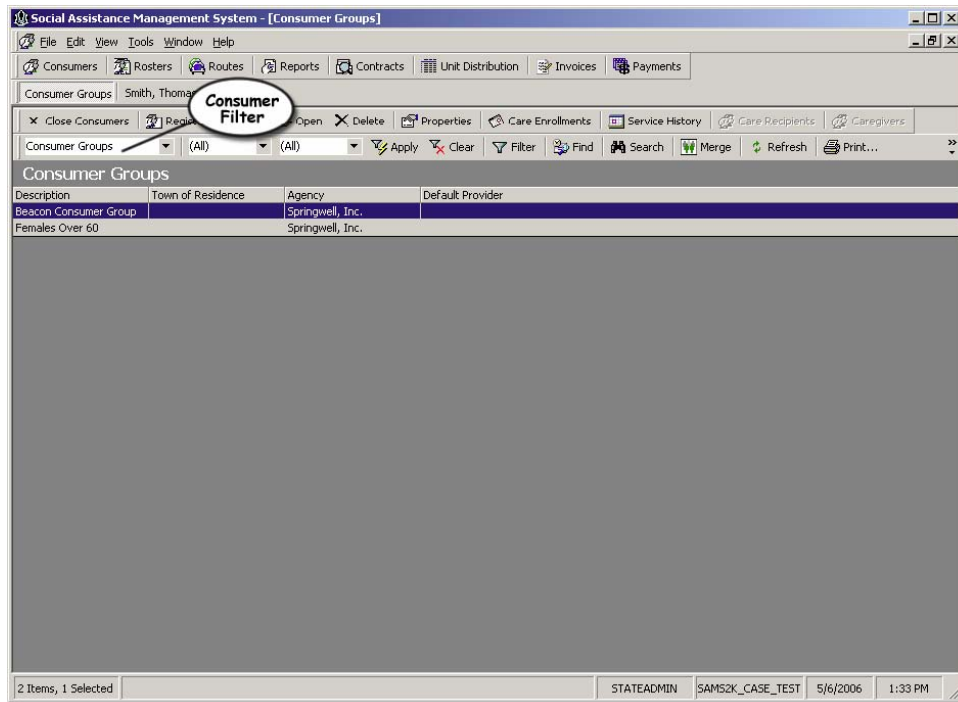 Social Assistance Management System - [Consumer Groups]
File Edit View Tools Window Help
Consumers Rosters Routes Reports Contracts Unit Distribution Invoices Payments
Consumer Groups Smith, Thomas
Consumer
Filter
Close Consumers Open Delete Properties Care Enrollments Service History Care Recipients Caregivers
Consumer Groups (All) (All) Apply Clear Filter Find Search Merge Refresh Print...
Consumer Groups
Description Town of Residence Agency Default Provider
Beacon Consumer Group Springwell, Inc.
Females Over 60 Springwell, Inc.
2 Items, 1 Selected STATEADMIN SAMS2K_CASE_TEST 5/6/2006 1:33 PM